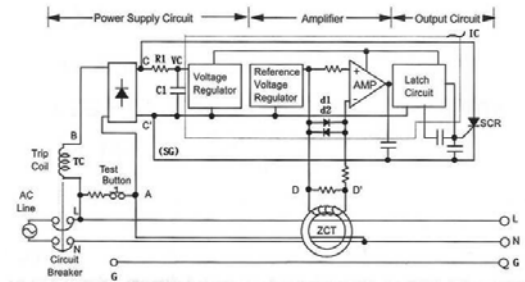 Power Supply Circuit
Amplifier
Output Circuit
IC
C R1 VC
C1
Voltage Regulator
Reference Voltage Regulator
+
AMP
-
Latch Circuit
d1
d2
SCR
C'
(SG)
B
Trip Coil
TC
Test Button
A
D
D'
AC Line
L
L
ZCT
N
N
Circuit Breaker
G
G